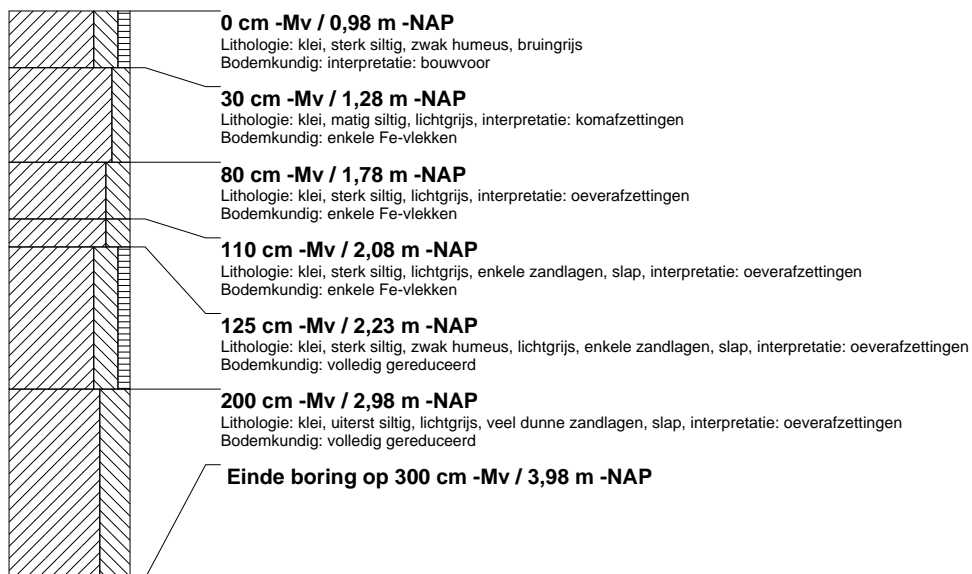 0 cm -Mv / 0,98 m -NAP
Lithologie: klei, sterk siltig, zwak humeus, bruingrijs
Bodemkundig: interpretatie: bouwvoor
30 cm -Mv / 1,28 m -NAP
Lithologie: klei, matig siltig, lichtgrijs, interpretatie: komafzettingen
Bodemkundig: enkele Fe-vlekken
80 cm -Mv / 1,78 m -NAP
Lithologie: klei, sterk siltig, lichtgrijs, interpretatie: oeverafzettingen
Bodemkundig: enkele Fe-vlekken
110 cm -Mv / 2,08 m -NAP
Lithologie: klei, sterk siltig, lichtgrijs, enkele zandlagen, slap, interpretatie: oeverafzettingen
Bodemkundig: enkele Fe-vlekken
125 cm -Mv / 2,23 m -NAP
Lithologie: klei, sterk siltig, zwak humeus, lichtgrijs, enkele zandlagen, slap, interpretatie: oeverafzettingen
Bodemkundig: volledig gereduceerd
200 cm -Mv / 2,98 m -NAP
Lithologie: klei, uiterst siltig, lichtgrijs, veel dunne zandlagen, slap, interpretatie: oeverafzettingen
Bodemkundig: volledig gereduceerd
Einde boring op 300 cm -Mv / 3,98 m -NAP